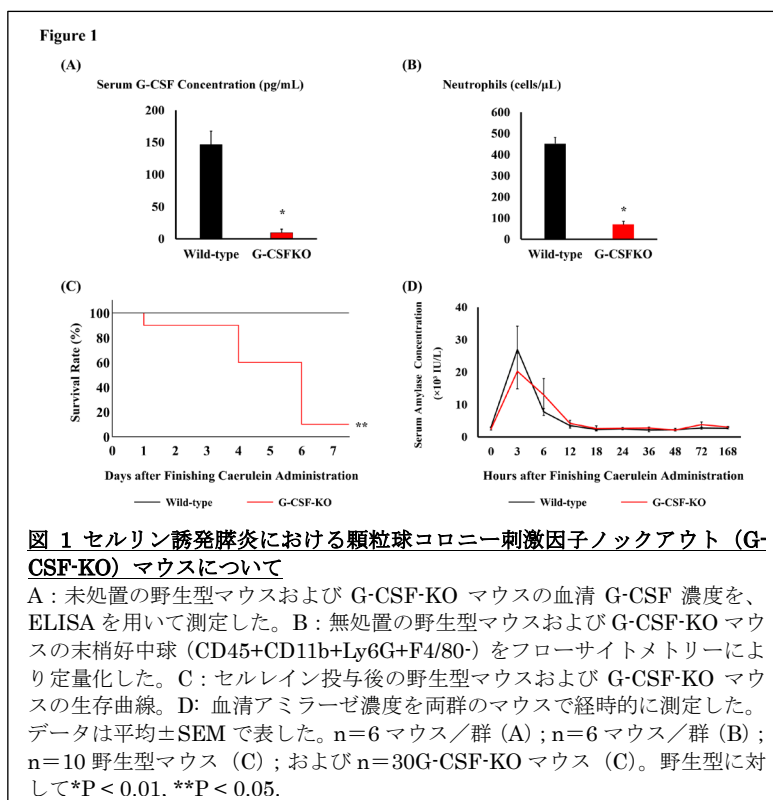 Figure 1
(A)
Serum G-CSF Concentration (pg/mL)
200
150
100
50
0
*
Wild-type G-CSFKO
(B)
Neutrophils (cells/μL)
600
500
400
300
200
100
0
*
Wild-type G-CSFKO
(C)
Survival Rate (%)
100
80
60
40
20
0
**
0 1 2 3 4 5 6 7
Days after Finishing Caerulein Administration
Wild-type G-CSF-KO
(D)
Serum Amylase Concentration
(×10³ IU/L)
40
30
20
10
0
0 3 6 12 18 24 36 48 72 168
Hours after Finishing Caerulein Administration
Wild-type G-CSF-KO
図 1 セルリン誘発膵炎における顆粒球コロニー刺激因子ノックアウト（G-
CSF-KO）マウスについて
A：未処置の野生型マウスおよび G-CSF-KO マウスの血清 G-CSF 濃度を、
ELISA を用いて測定した。B：無処置の野生型マウスおよび G-CSF-KO マウ
スの末梢好中球（CD45+CD11b+Ly6G+F4/80-）をフローサイトメトリーによ
り定量化した。C：セルレイン投与後の野生型マウスおよび G-CSF-KO マウ
スの生存曲線。D: 血清アミラーゼ濃度を両群のマウスで経時的に測定した。
データは平均±SEM で表した。n=6 マウス／群（A）; n=6 マウス／群（B）;
n=10 野生型マウス（C）; および n=30G-CSF-KO マウス（C）。野生型に対
して*P < 0.01, **P < 0.05.